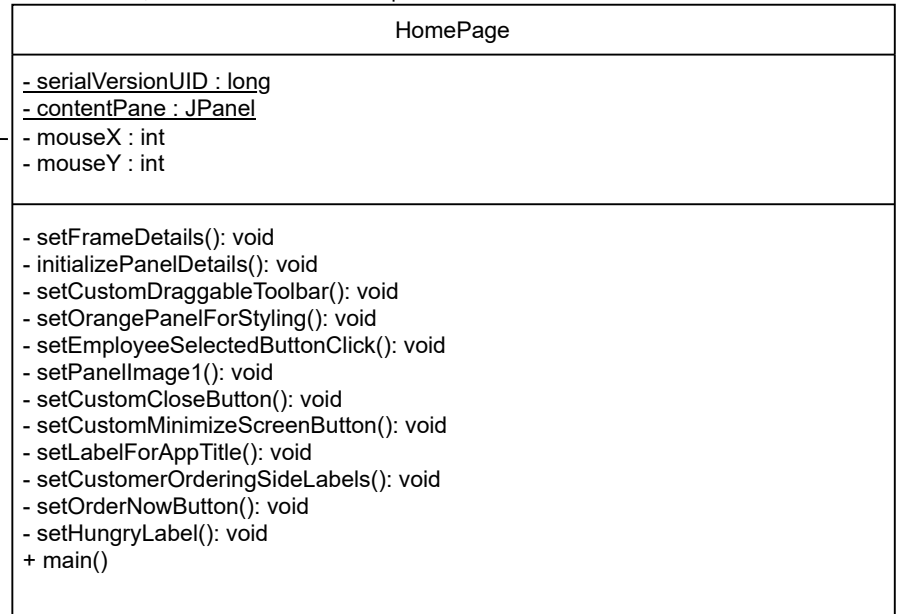 HomePage
- serialVersionUID : long
- contentPane : JPanel
- mouseX : int
- mouseY : int
- setFrameDetails(): void
- initializePanelDetails(): void
- setCustomDraggableToolbar(): void
- setOrangePanelForStyling(): void
- setEmployeeSelectedButtonClick(): void
- setPanelImage1(): void
- setCustomCloseButton(): void
- setCustomMinimizeScreenButton(): void
- setLabelForAppTitle(): void
- setCustomerOrderingSideLabels(): void
- setOrderNowButton(): void
- setHungryLabel(): void
+ main()